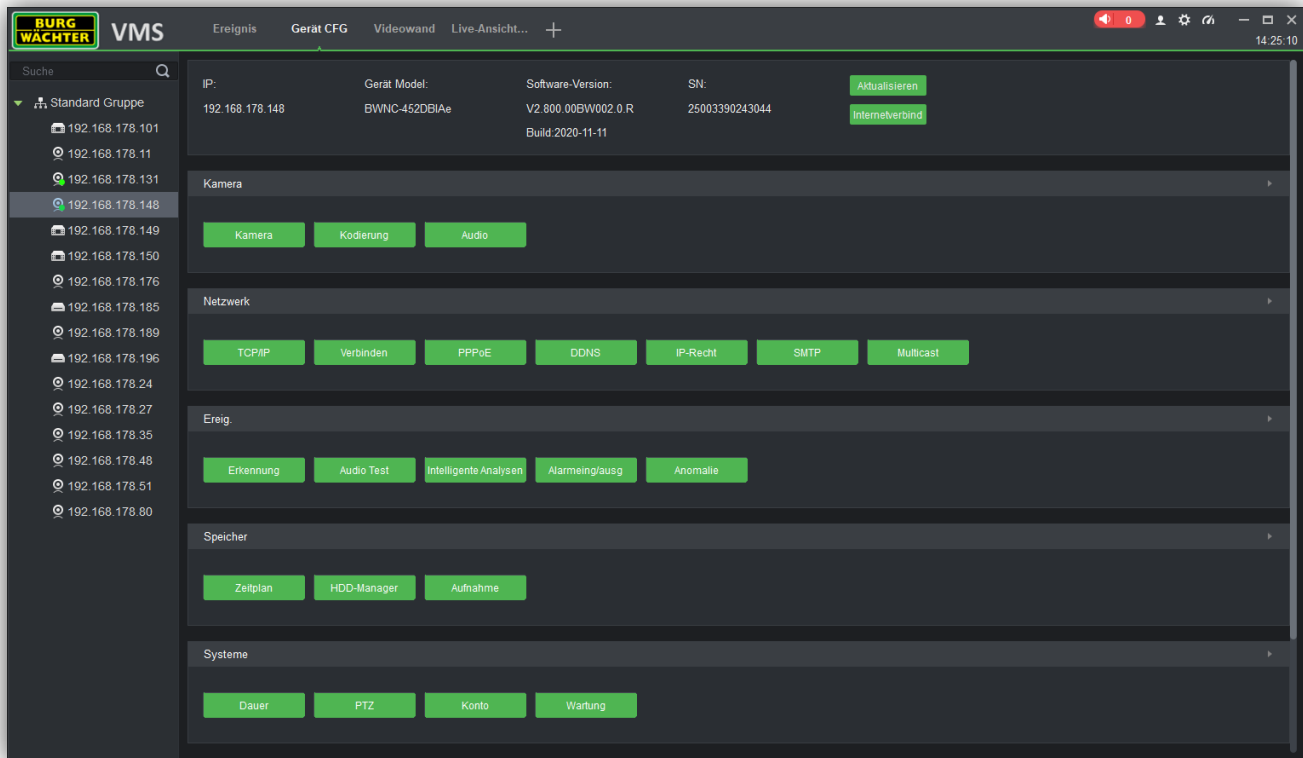 BURG WÄCHTER VMS Ereignis Gerät CFG Videowand Live-Ansicht... 0
14:25:10
Suche
Standard Gruppe
192.168.178.101
192.168.178.11
192.168.178.131
192.168.178.148
192.168.178.149
192.168.178.150
192.168.178.176
192.168.178.185
192.168.178.189
192.168.178.196
192.168.178.24
192.168.178.27
192.168.178.35
192.168.178.48
192.168.178.51
192.168.178.80
IP: Gerät Model: Software-Version: SN: Aktualisieren
192.168.178.148 BWNC-452DBIAe V2.800.00BW002.0.R 25003390243044 Internetverbind
Build:2020-11-11
Kamera
Kamera Kodierung Audio
Netzwerk
TCP/IP Verbinden PPPoE DDNS IP-Recht SMTP Multicast
Ereig.
Erkennung Audio Test Intelligente Analysen Alarmeing/ausg Anomalie
Speicher
Zeitplan HDD-Manager Aufnahme
Systeme
Dauer PTZ Konto Wartung